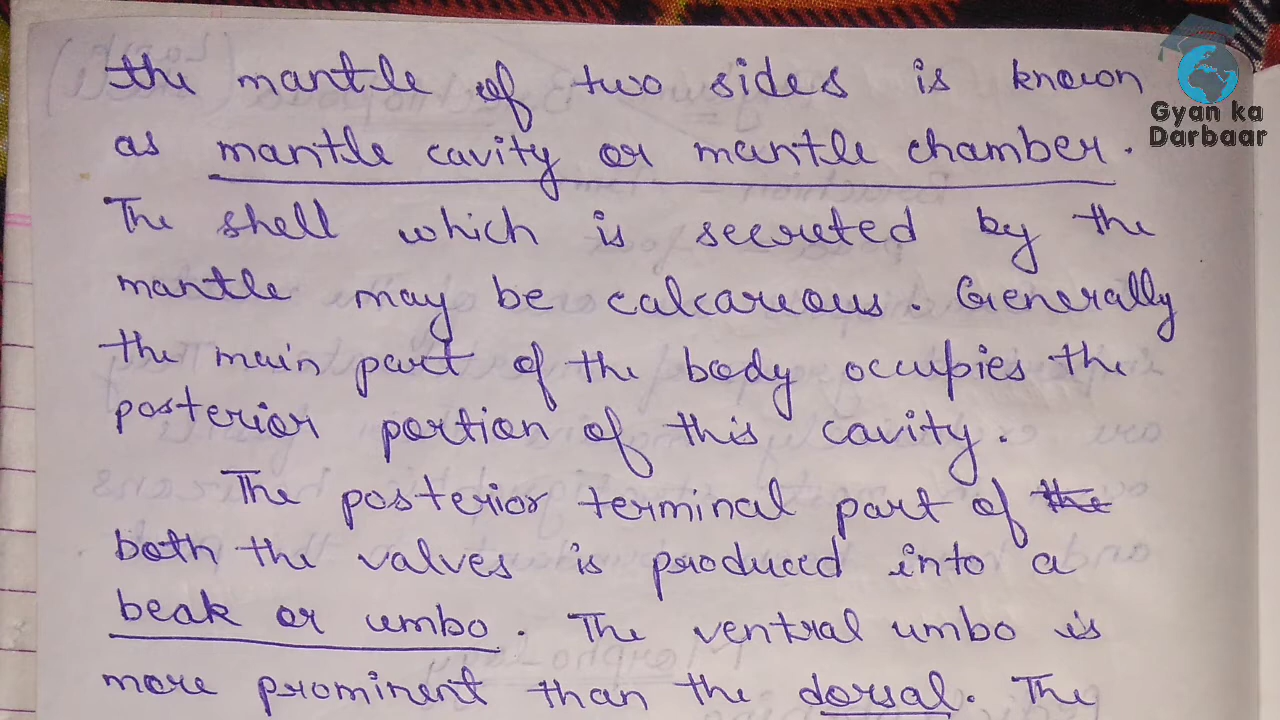 the mantle of two sides is known
as mantle cavity or mantle chamber.
The shell which is secreted by the
mantle may be calcareous. Generally
the main part of the body occupies the
posterior portion of this cavity.
The posterior terminal part of the
both the valves is produced into a
beak or umbo. The ventral umbo is
more prominent than the dorsal. The
Gyan ka
Darbaar